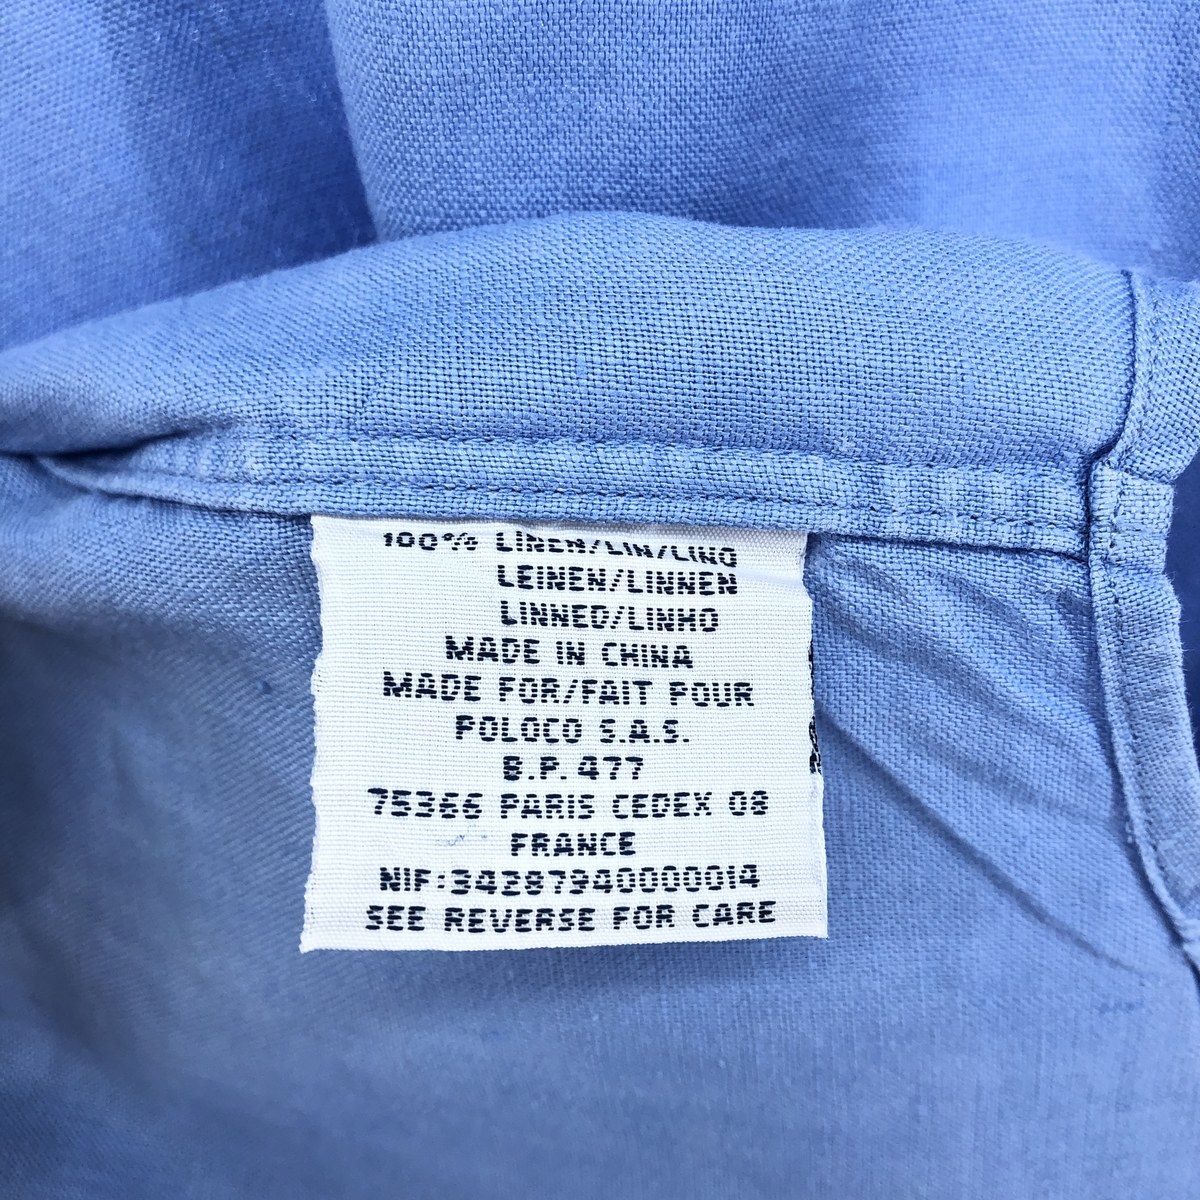 100% LINEN/LIN/LINO
LEINEN/LINNEN
LINNED/LINHO
MADE IN CHINA
MADE FOR/FAIT POUR
POLOCO S.A.S.
B.P. 477
75366 PARIS CEDEX 08
FRANCE
NIF:34287940000014
SEE REVERSE FOR CARE